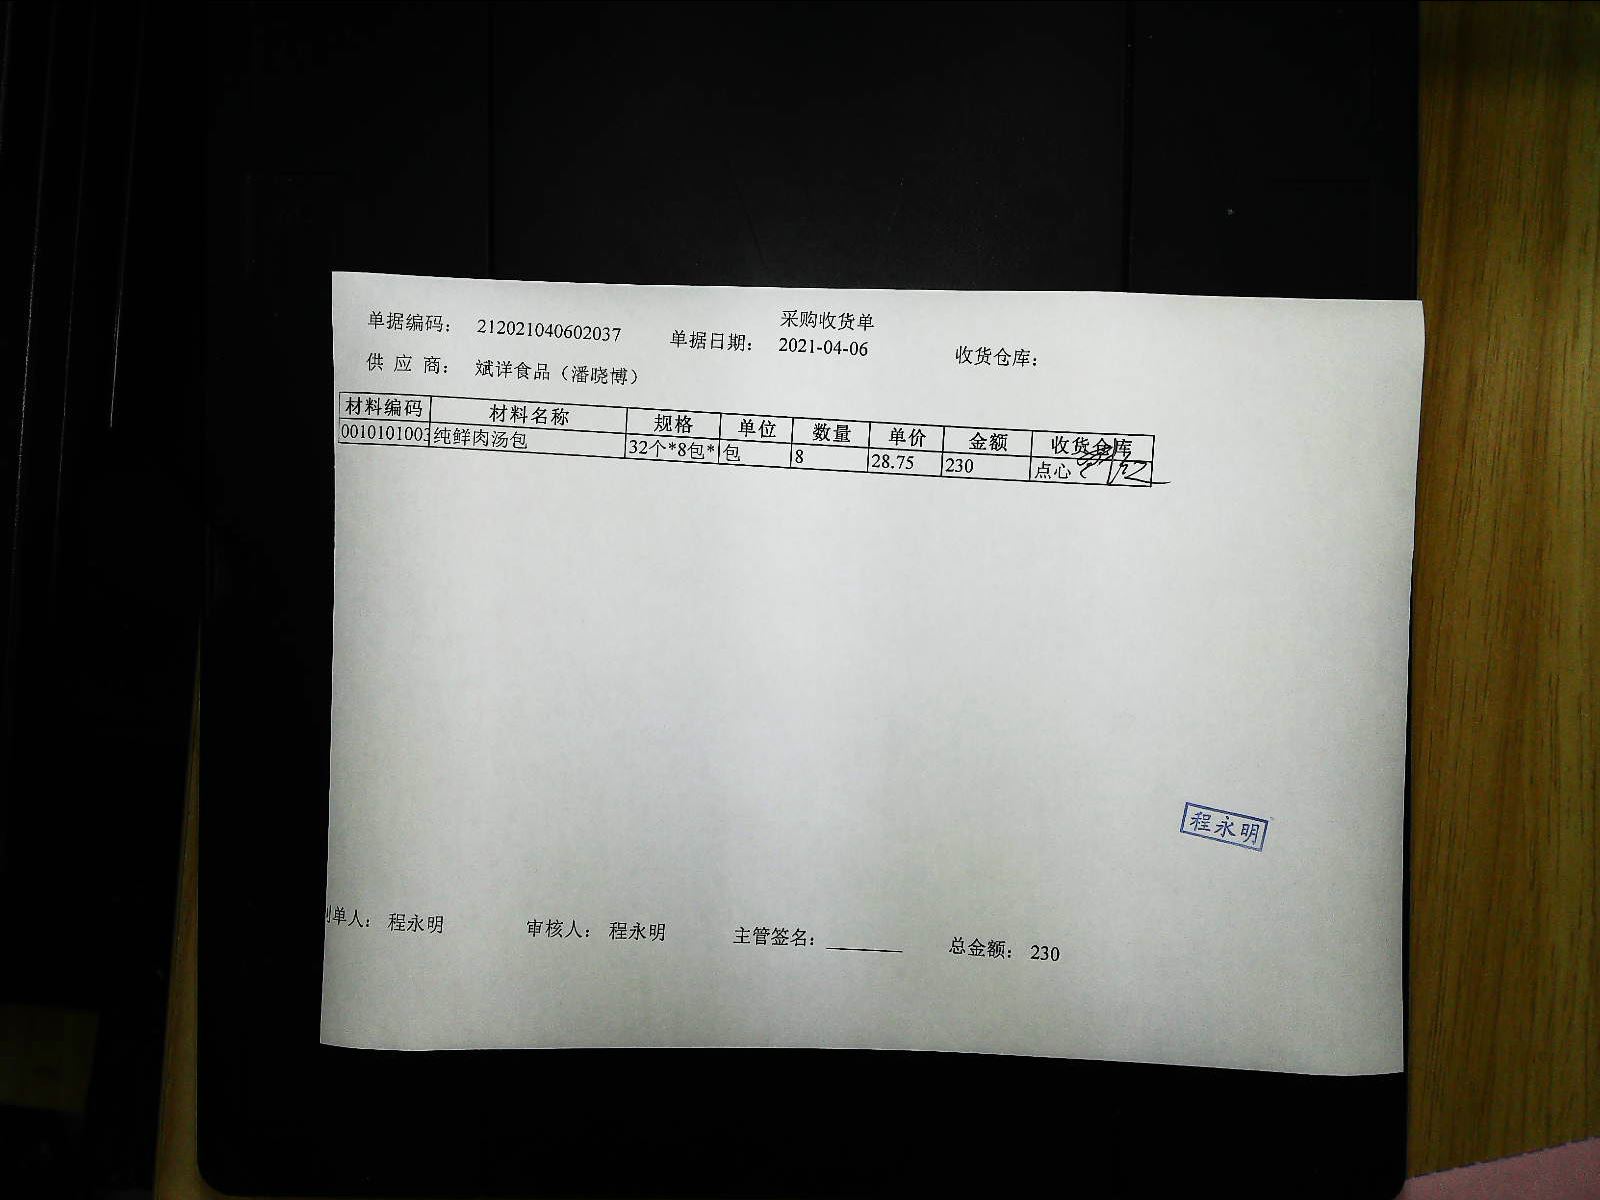 采购收货单
单据编码： 212021040602037 单据日期： 2021-04-06 收货仓库：
供 应 商： 斌详食品（潘晓博）
材料编码 材料名称 规格 单位 数量 单价 金额 收货仓库
0010101003 纯鲜肉汤包 32个*8包* 包 8 28.75 230 点心
程永明
制单人： 程永明 审核人： 程永明 主管签名： 总金额： 230